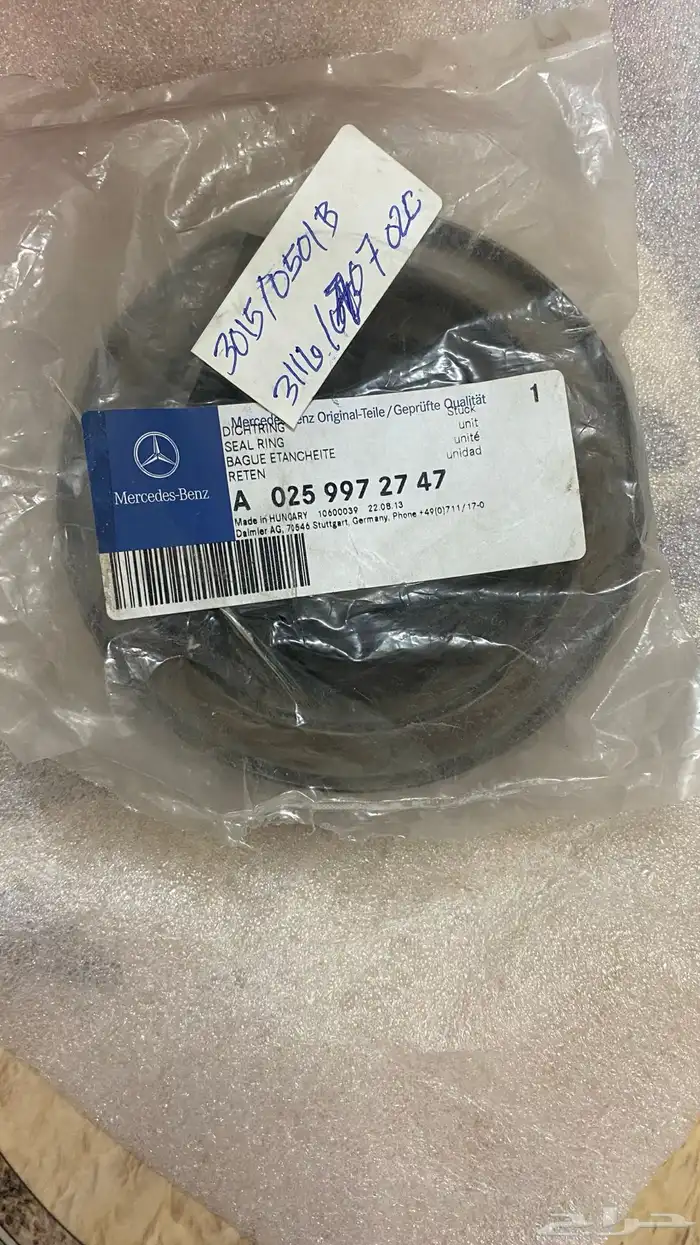 3015/0501B
Mercedes-Benz Original-Teile/Geprüfte Qualität
1
DICHTRING
Stück
SEAL RING
unit
BAGUE ETANCHEITE
unité
RETEN
unidad
Mercedes-Benz
A 025 997 27 47
Made in HUNGARY 10600039 22.08.13
Daimler AG, 70546 Stuttgart, Germany, Phone +49(0)711/17-0
حراج